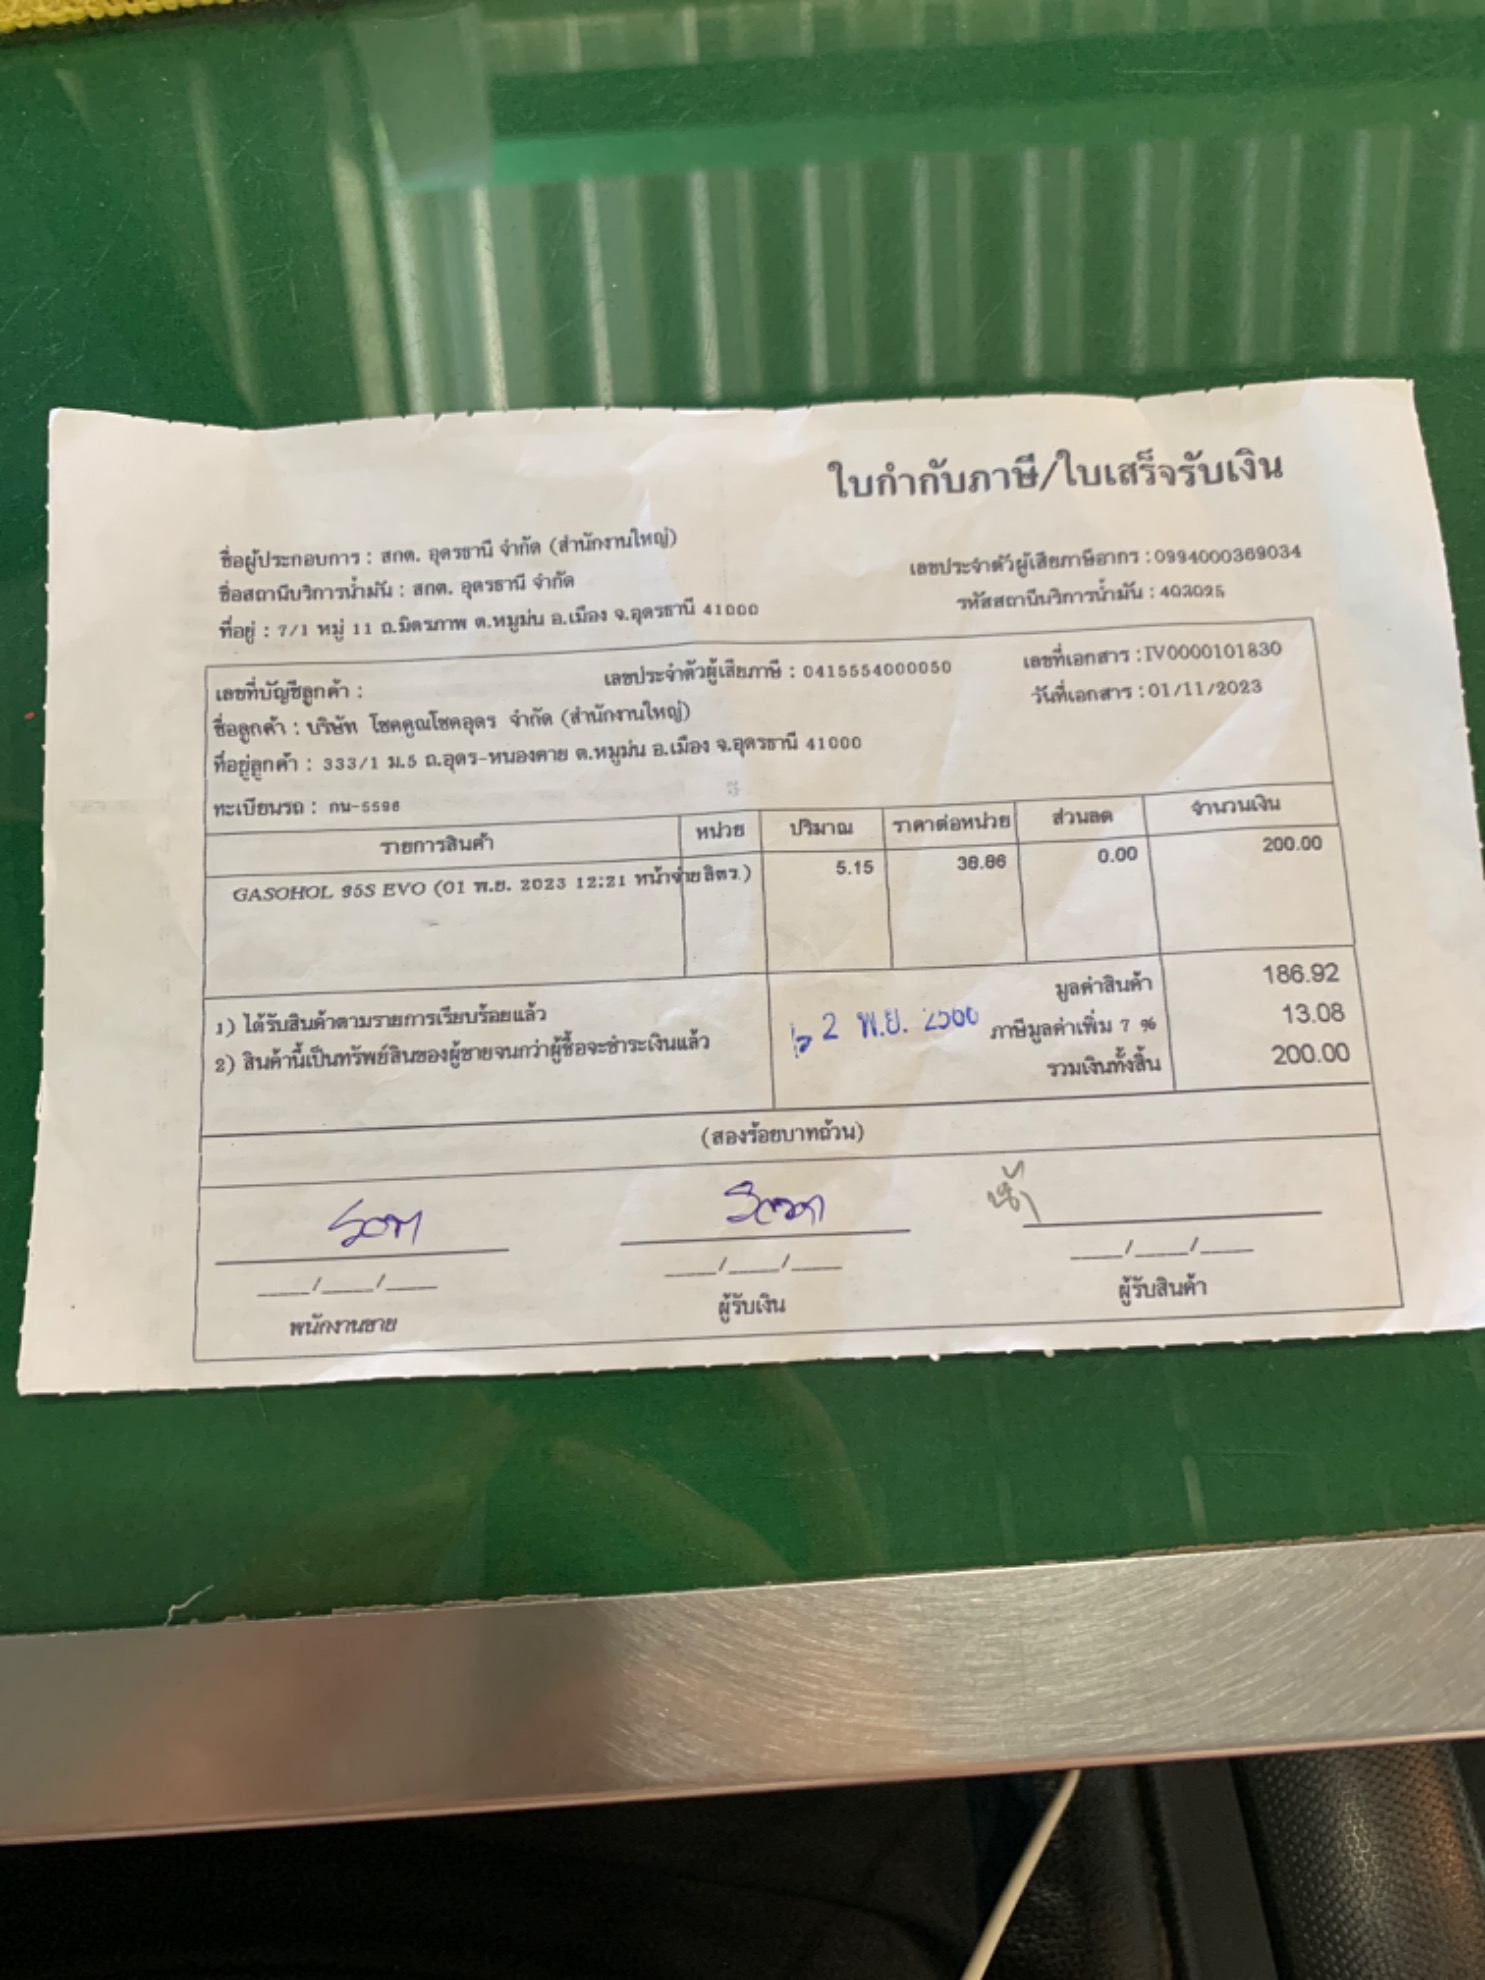 ใบกำกับภาษี/ใบเสร็จรับเงิน
ชื่อผู้ประกอบการ : สกต. อุดรธานี จำกัด (สำนักงานใหญ่)
เลขประจำตัวผู้เสียภาษีอากร : 0994000369034
ชื่อสถานีบริการน้ำมัน : สกต. อุดรธานี จำกัด
รหัสสถานีบริการน้ำมัน : 403025
ที่อยู่ : 7/1 หมู่ 11 ถ.มิตรภาพ ต.หมูม่น อ.เมือง จ.อุดรธานี 41000
เลขที่บัญชีลูกค้า : เลขประจำตัวผู้เสียภาษี : 0415554000050 เลขที่เอกสาร : IV0000101830
ชื่อลูกค้า : บริษัท โชคคูณโชคอุดร จำกัด (สำนักงานใหญ่) วันที่เอกสาร : 01/11/2023
ที่อยู่ลูกค้า : 333/1 ม.5 ถ.อุดร-หนองคาย ต.หมูม่น อ.เมือง จ.อุดรธานี 41000
ทะเบียนรถ : กน-5598
รายการสินค้า หน่วย ปริมาณ ราคาต่อหน่วย ส่วนลด จำนวนเงิน
GASOHOL 95S EVO (01 พ.ย. 2023 12:21 หน้าจ่าย ลิตร.) 5.15 38.86 0.00 200.00
1) ได้รับสินค้าตามรายการเรียบร้อยแล้ว
2) สินค้านี้เป็นทรัพย์สินของผู้ขายจนกว่าผู้ซื้อจะชำระเงินแล้ว
2 พ.ย.
มูลค่าสินค้า 186.92
ภาษีมูลค่าเพิ่ม 7 % 13.08
รวมเงินทั้งสิ้น 200.00
(สองร้อยบาทถ้วน)
____/____/____ ____/____/____ ____/____/____
พนักงานขาย ผู้รับเงิน ผู้รับสินค้า